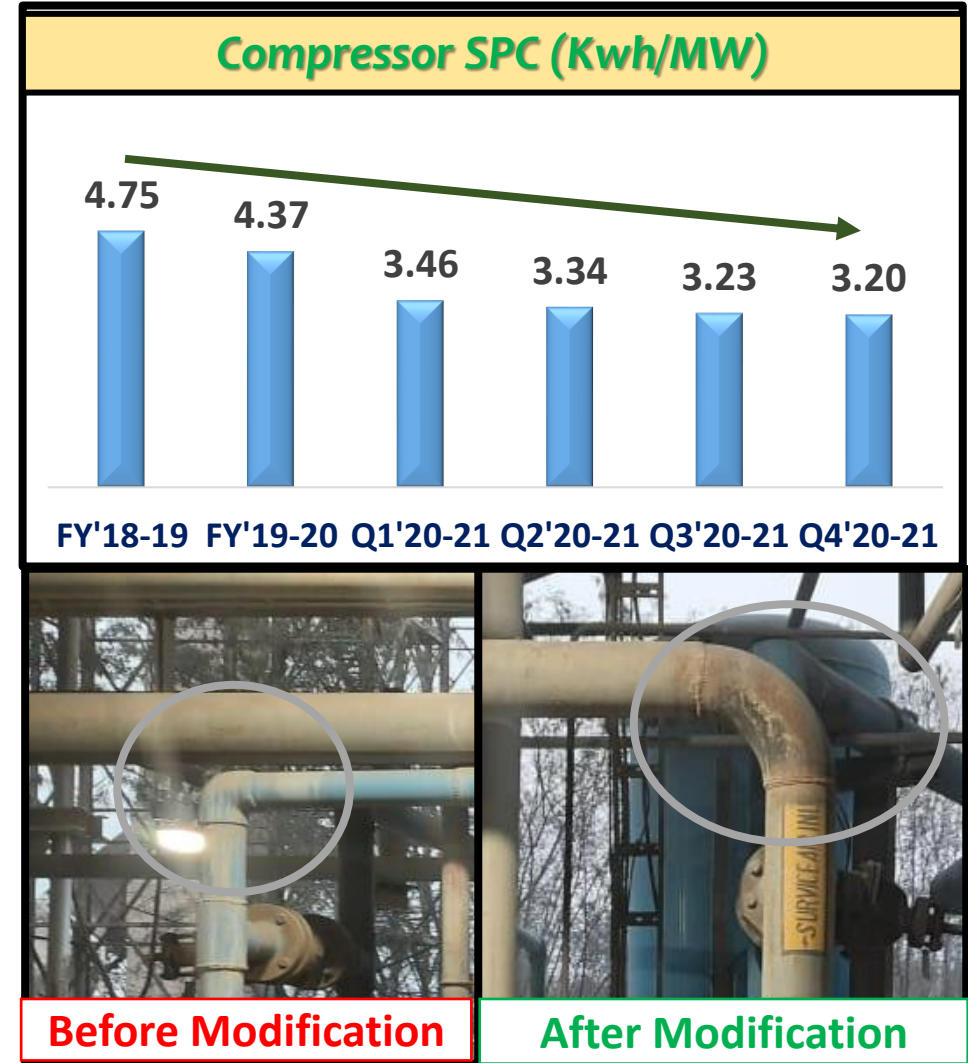 Compressor SPC (Kwh/MW)
4.75
4.37
3.46
3.34
3.23
3.20
FY'18-19 FY'19-20 Q1'20-21 Q2'20-21 Q3'20-21 Q4'20-21
Before Modification
After Modification